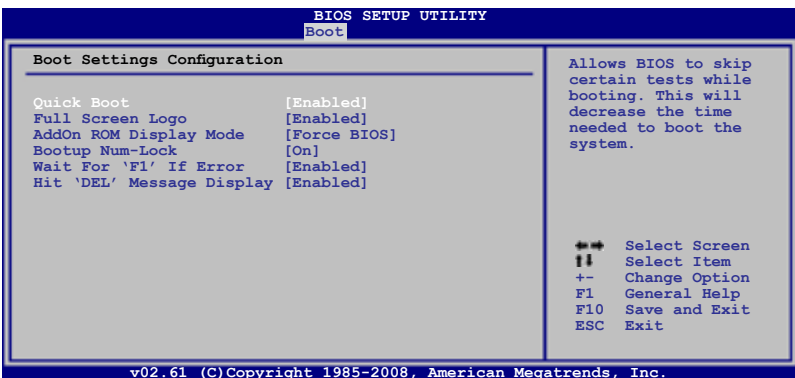 BIOS SETUP UTILITY
Boot
Boot Settings Configuration
Quick Boot [Enabled]
Full Screen Logo [Enabled]
AddOn ROM Display Mode [Force BIOS]
Bootup Num-Lock [On]
Wait For ‘F1’ If Error [Enabled]
Hit ‘DEL’ Message Display [Enabled]
Allows BIOS to skip
certain tests while
booting. This will
decrease the time
needed to boot the
system.
←→ Select Screen
↑↓ Select Item
+- Change Option
F1 General Help
F10 Save and Exit
ESC Exit
v02.61 (C)Copyright 1985-2008, American Megatrends, Inc.